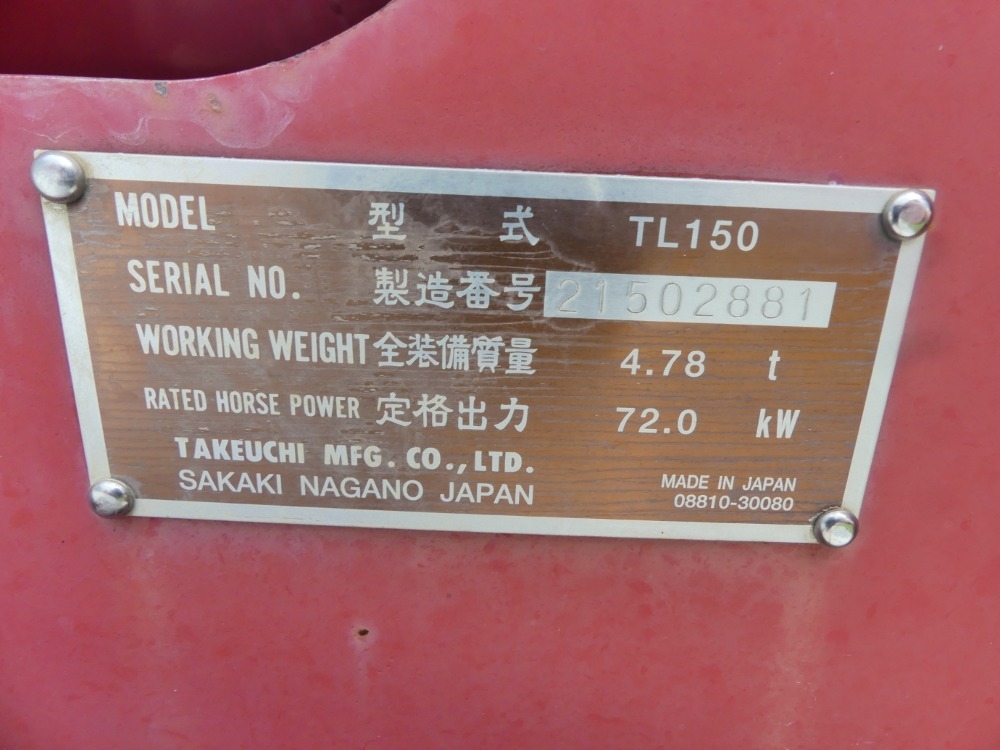 MODEL 型 式 TL150
SERIAL NO. 製造番号 21502881
WORKING WEIGHT 全装備質量 4.78 t
RATED HORSE POWER 定格出力 72.0 kW
TAKEUCHI MFG. CO., LTD.
SAKAKI NAGANO JAPAN
MADE IN JAPAN
08810-30080